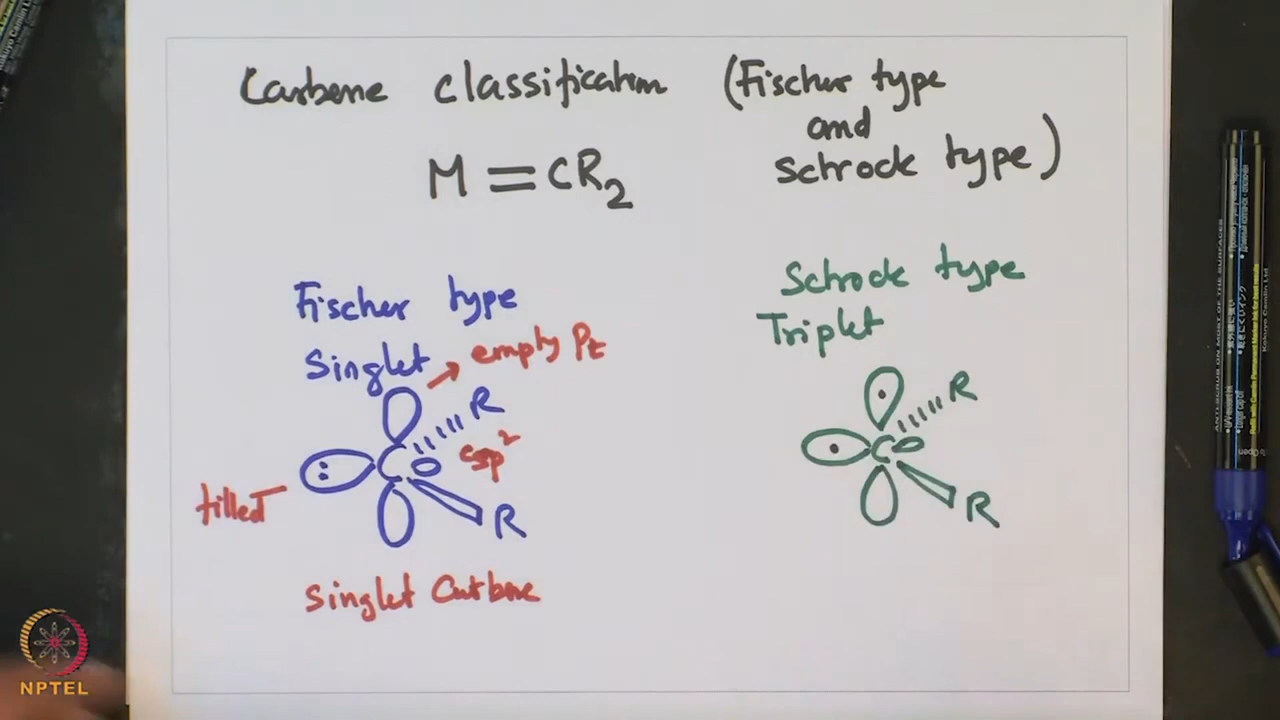 Carbene classification (Fischer type
and
Schrock type)
M=CR2
Fischer type
Singlet
empty Pz
R
filled
C
Csp2
R
Singlet Carbene
Schrock type
Triplet
R
C
R
NPTEL